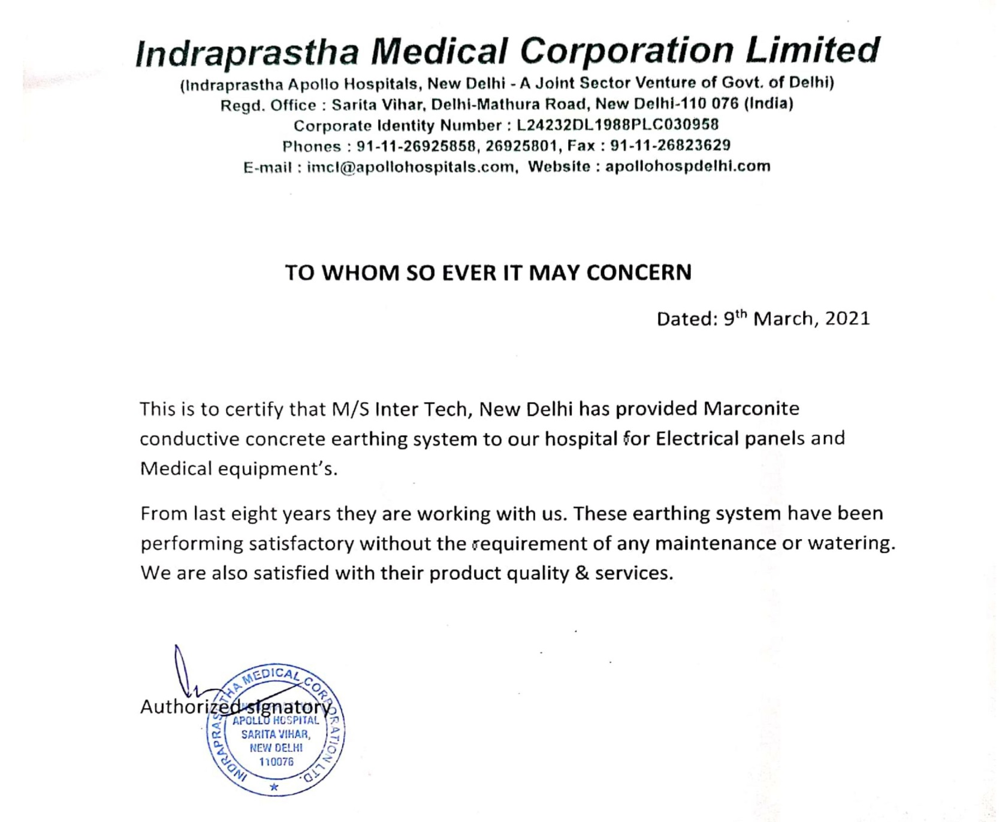 Indraprastha Medical Corporation Limited
(Indraprastha Apollo Hospitals, New Delhi - A Joint Sector Venture of Govt. of Delhi)
Regd. Office : Sarita Vihar, Delhi-Mathura Road, New Delhi-110 076 (India)
Corporate Identity Number : L24232DL1988PLC030958
Phones : 91-11-26925858, 26925801, Fax : 91-11-26823629
E-mail : imcl@apollohospitals.com, Website : apollohospdelhi.com
TO WHOM SO EVER IT MAY CONCERN
Dated: 9th March, 2021
This is to certify that M/S Inter Tech, New Delhi has provided Marconite
conductive concrete earthing system to our hospital for Electrical panels and
Medical equipment's.
From last eight years they are working with us. These earthing system have been
performing satisfactory without the requirement of any maintenance or watering.
We are also satisfied with their product quality & services.
Authorized signatory
INDRAPRASTHA MEDICAL CORPORATION LTD.
APOLLO HOSPITAL
SARITA VIHAR,
NEW DELHI
110076